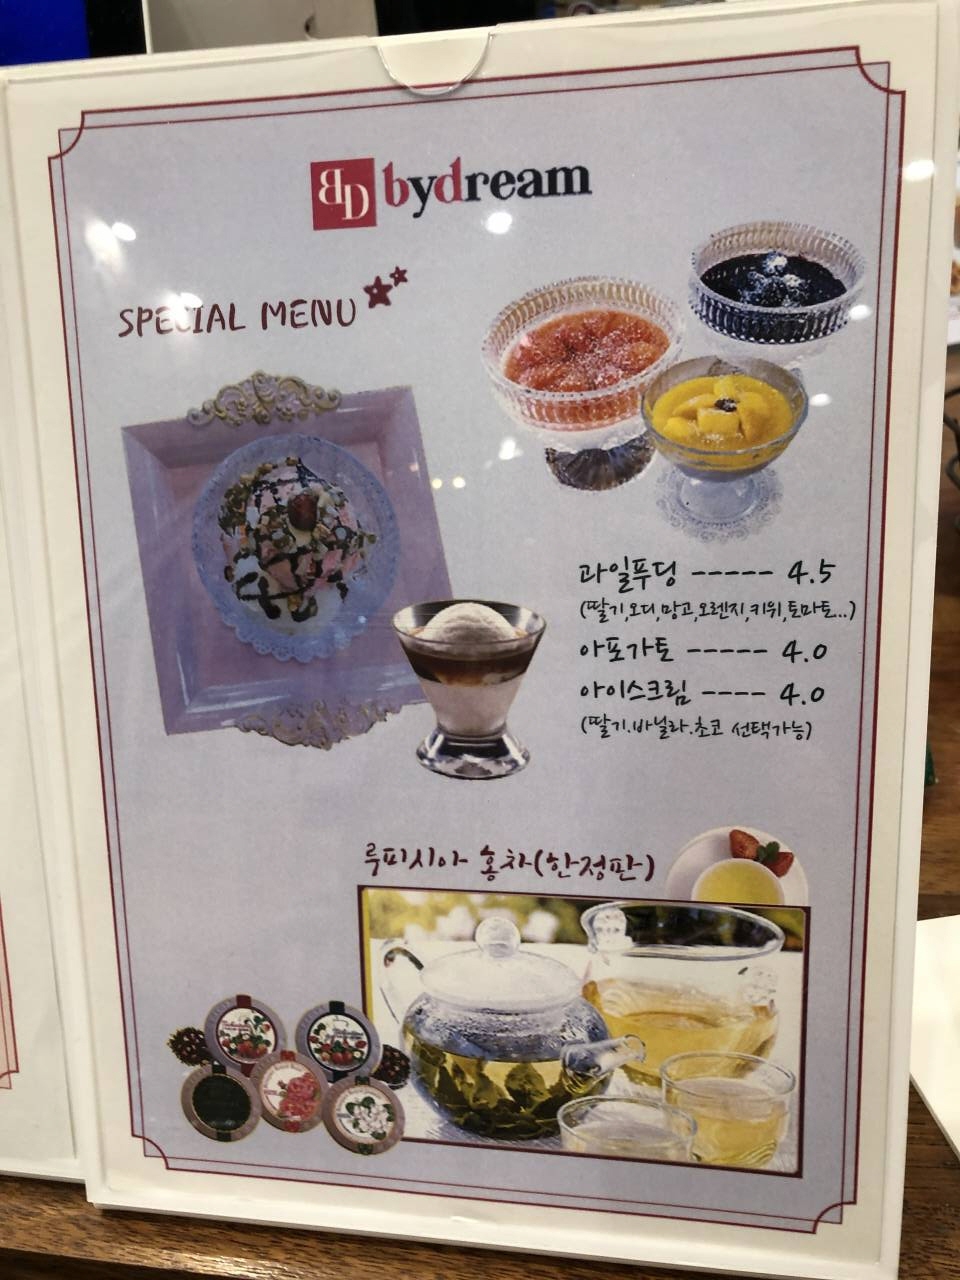 BD bydream
SPECIAL MENU
과일푸딩 ----- 4.5
(딸기,오디,망고,오렌지,키위,토마토...)
아포가토 ----- 4.0
아이스크림 ---- 4.0
(딸기.바닐라.초코 선택가능)
루피시아 홍차(한정판)